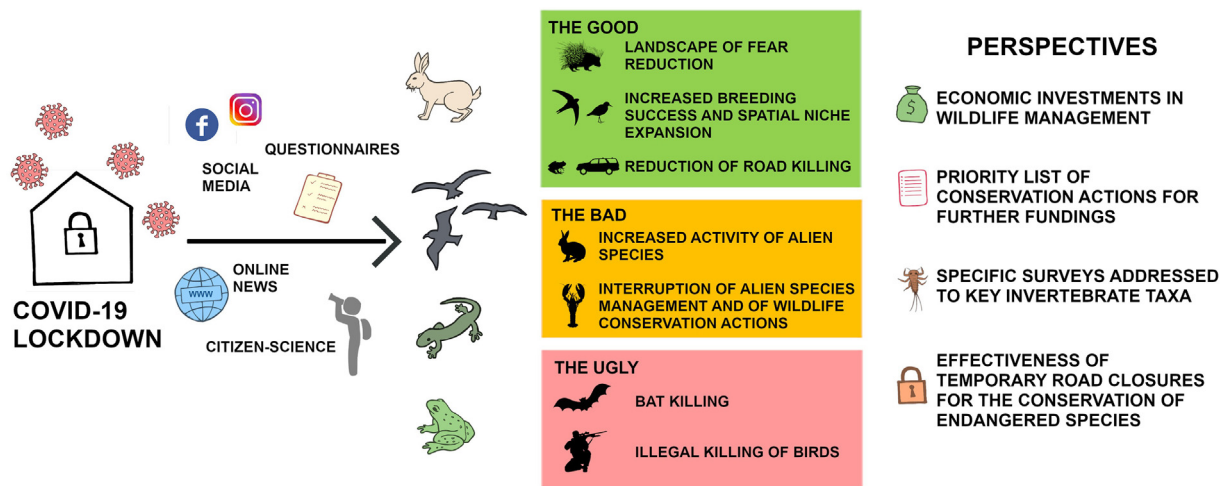 COVID-19
LOCKDOWN
SOCIAL
MEDIA
QUESTIONNAIRES
ONLINE
NEWS
WWW
CITIZEN-SCIENCE
THE GOOD
LANDSCAPE OF FEAR
REDUCTION
INCREASED BREEDING
SUCCESS AND SPATIAL NICHE
EXPANSION
REDUCTION OF ROAD KILLING
THE BAD
INCREASED ACTIVITY OF ALIEN
SPECIES
INTERRUPTION OF ALIEN SPECIES
MANAGEMENT AND OF WILDLIFE
CONSERVATION ACTIONS
THE UGLY
BAT KILLING
ILLEGAL KILLING OF BIRDS
PERSPECTIVES
$
ECONOMIC INVESTMENTS IN
WILDLIFE MANAGEMENT
PRIORITY LIST OF
CONSERVATION ACTIONS FOR
FURTHER FUNDINGS
SPECIFIC SURVEYS ADDRESSED
TO KEY INVERTEBRATE TAXA
EFFECTIVENESS OF
TEMPORARY ROAD CLOSURES
FOR THE CONSERVATION OF
ENDANGERED SPECIES